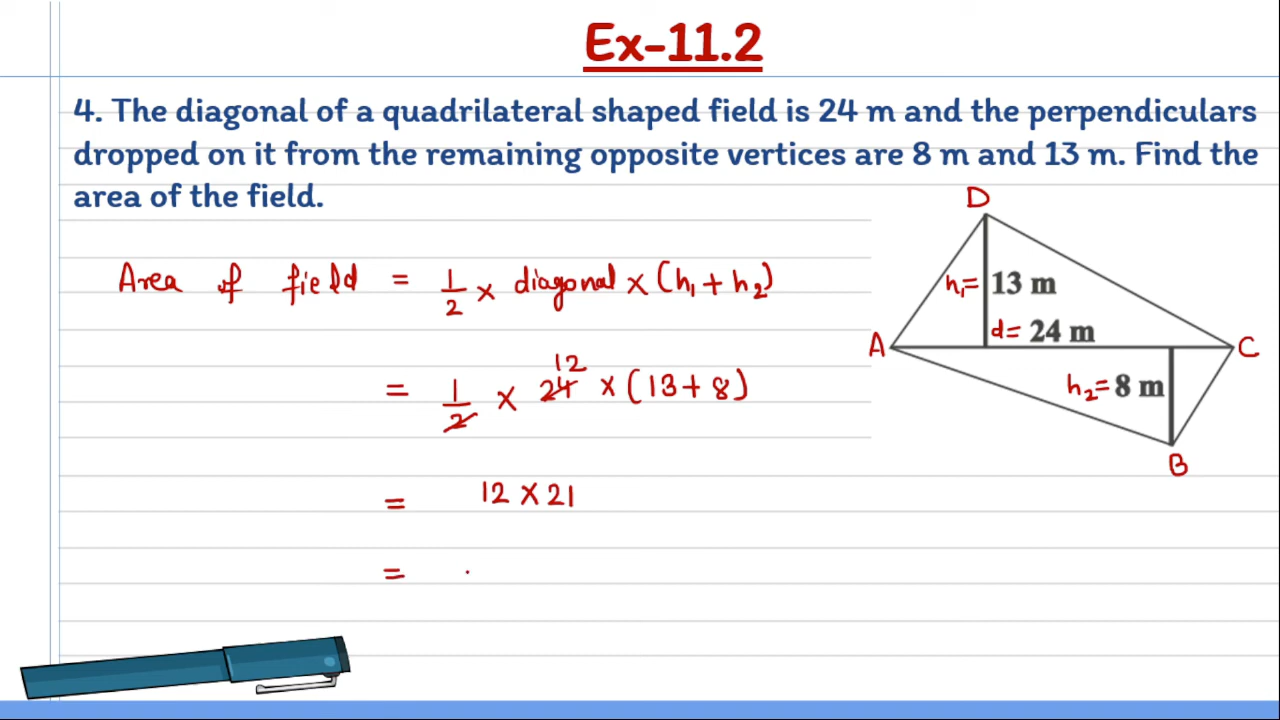 Ex-11.2
4. The diagonal of a quadrilateral shaped field is 24 m and the perpendiculars
dropped on it from the remaining opposite vertices are 8 m and 13 m. Find the
area of the field.
D
Area of field = 1/2 × diagonal × (h₁ + h₂)
h₁= 13 m
d= 24 m
A
C
12
= 1/2 × 24 × (13 + 8)
h₂= 8 m
B
= 12 × 21
=